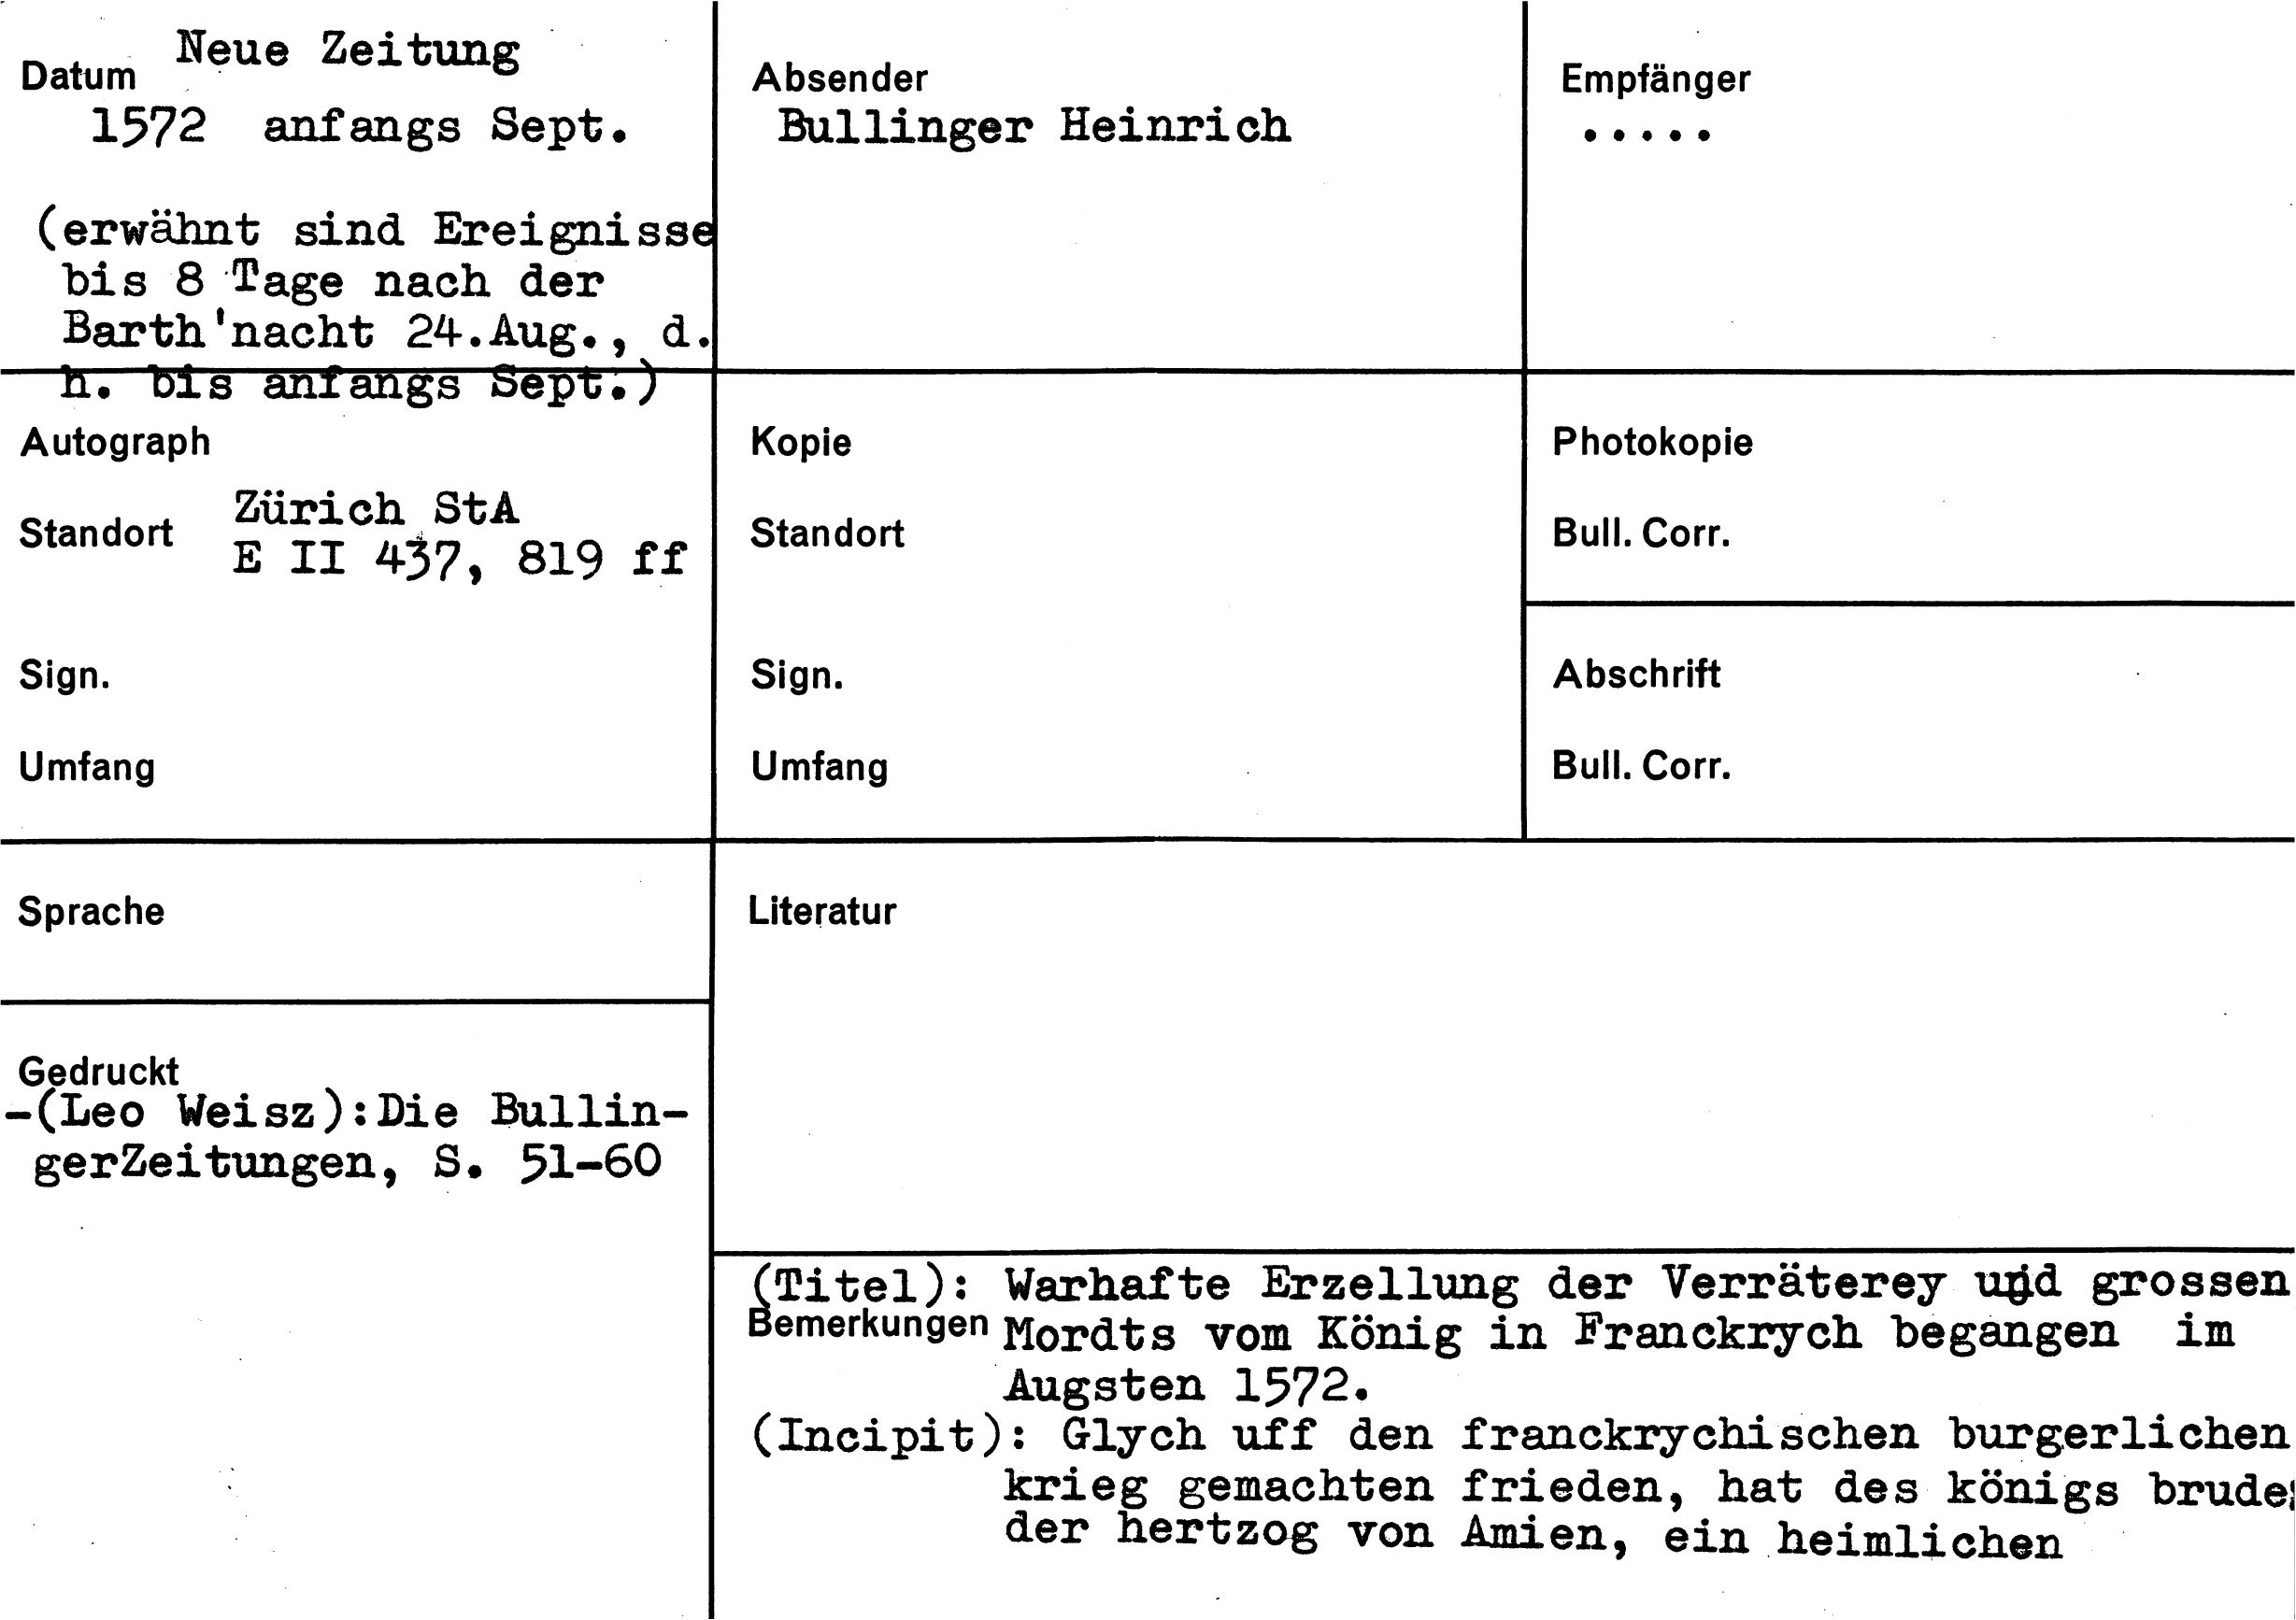 Neue Zeitung
Datum
1572 anfangs Sept.
(erwähnt sind Ereignisse
bis 8 Tage nach der
Barth'nacht 24.Aug., d.
h. bis anfangs Sept.)
Absender
Bullinger Heinrich
Empfänger
.....
Autograph
Standort
Zürich StA
E II 437, 819 ff
Sign.
Umfang
Kopie
Standort
Sign.
Umfang
Photokopie
Bull. Corr.
Abschrift
Bull. Corr.
Sprache
Literatur
Gedruckt
-(Leo Weisz):Die Bullin-
gerZeitungen, S. 51-60
Bemerkungen
(Titel): Warhafte Erzellung der Verräterey und grossen
Mordts vom König in Franckrych begangen im
Augsten 1572.
(Incipit): Glych uff den franckrychischen burgerlichen
krieg gemachten frieden, hat des königs brude
der hertzog von Amien, ein heimlichen